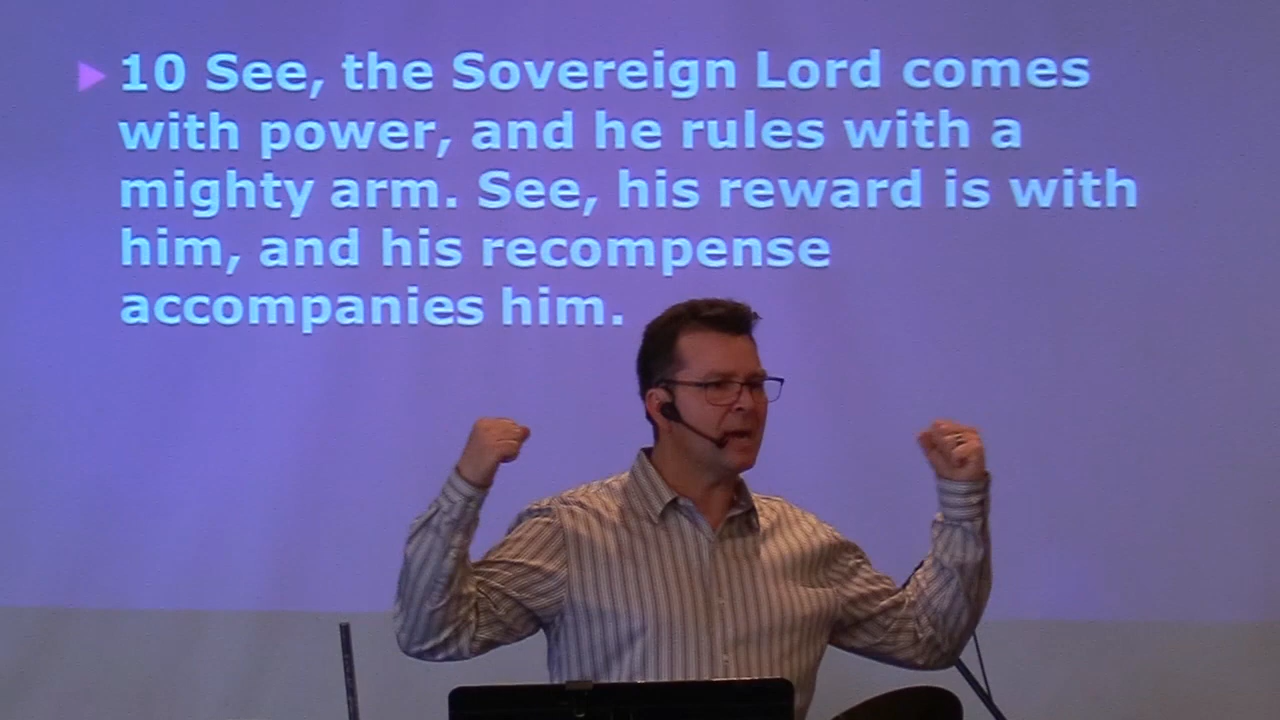 10 See, the Sovereign Lord comes
with power, and he rules with a
mighty arm. See, his reward is with
him, and his recompense
accompanies him.